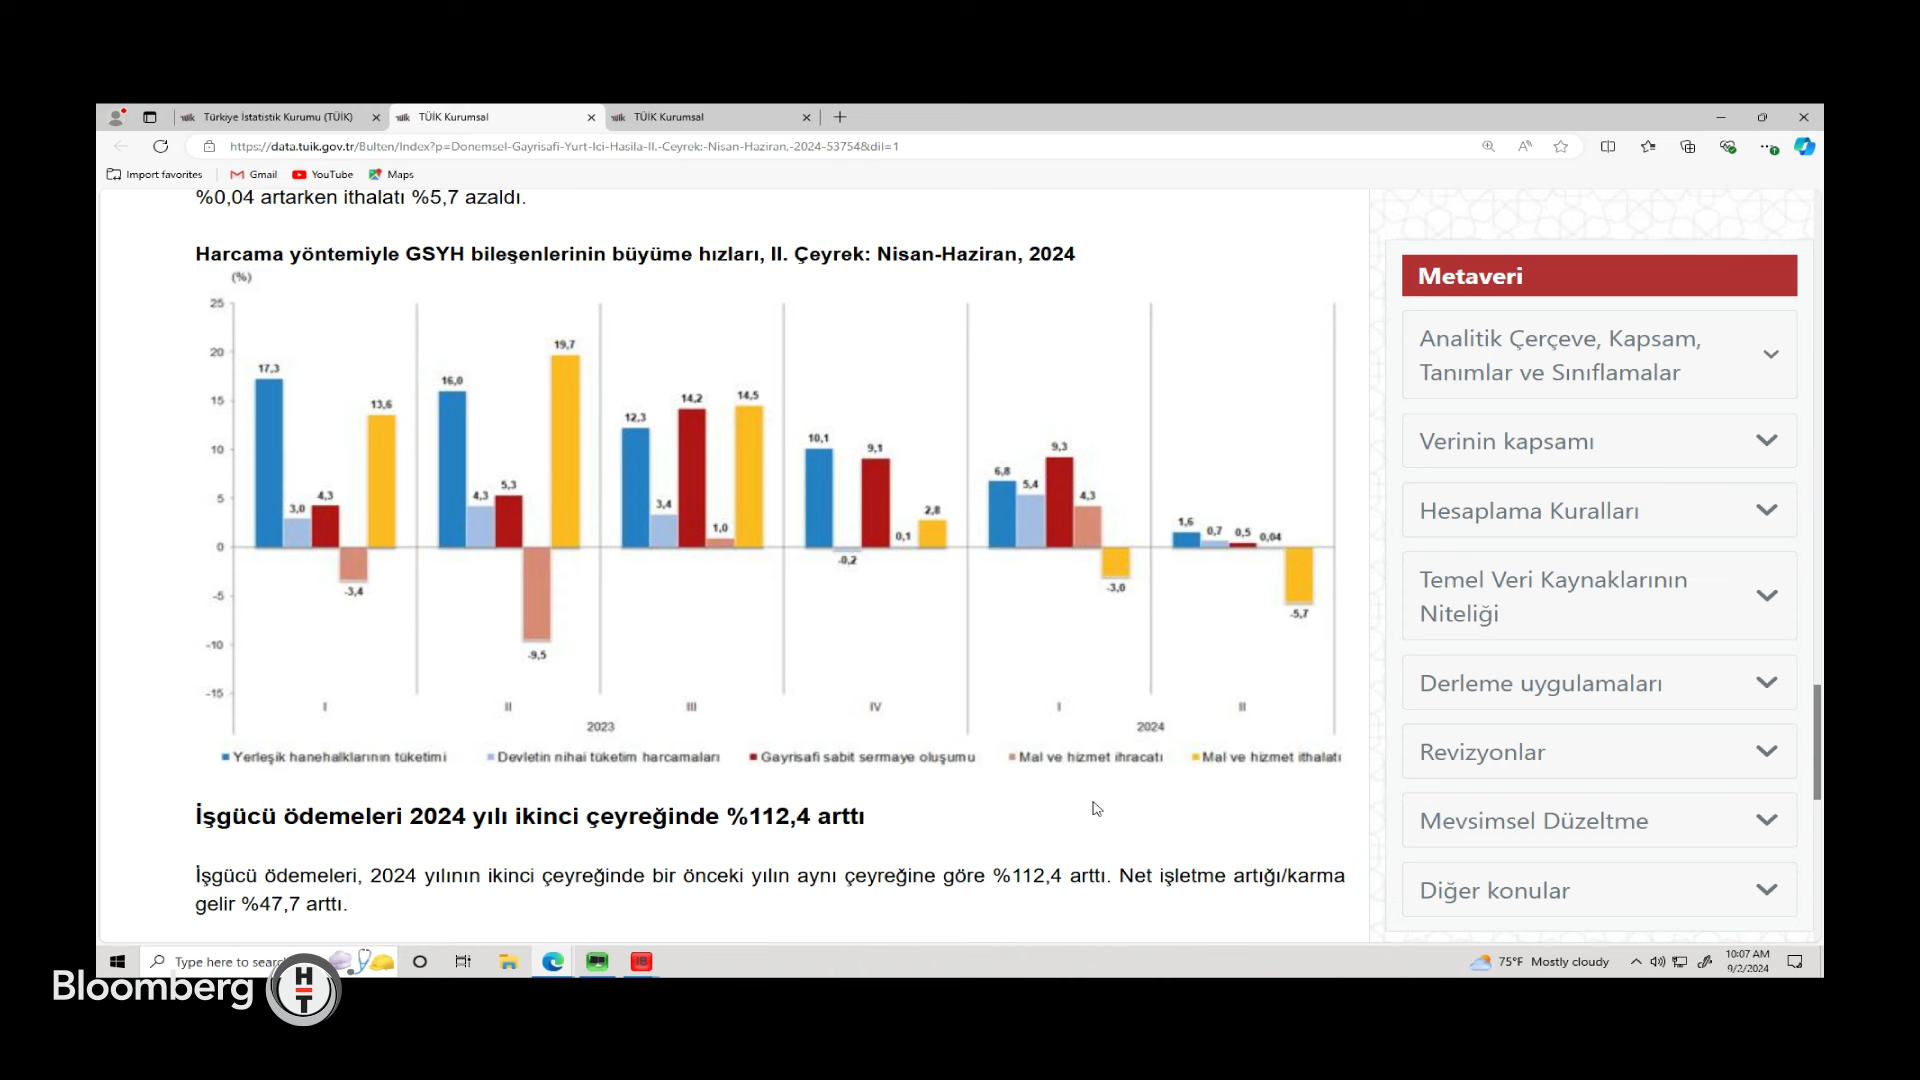 Türkiye İstatistik Kurumu (TÜİK)
TÜİK Kurumsal
TÜİK Kurumsal
https://data.tuik.gov.tr/Bulten/Index?p=Donemsel-Gayrisafi-Yurt-Ici-Hasila-II.-Ceyrek:-Nisan-Haziran,-2024-53754&dil=1
Import favorites
Gmail
YouTube
Maps
%0,04 artarken ithalatı %5,7 azaldı.
Harcama yöntemiyle GSYH bileşenlerinin büyüme hızları, II. Çeyrek: Nisan-Haziran, 2024
(%)
25
20
15
10
5
0
-5
-10
-15
17,3
3,0
4,3
-3,4
13,6
16,0
4,3
5,3
-9,5
19,7
12,3
3,4
14,2
1,0
14,5
10,1
-0,2
9,1
0,1
2,8
6,8
5,4
9,3
4,3
-3,0
1,6
0,7
0,5
0,04
-5,7
I
II
III
IV
I
II
2023
2024
Yerleşik hanehalklarının tüketimi
Devletin nihai tüketim harcamaları
Gayrisafi sabit sermaye oluşumu
Mal ve hizmet ihracatı
Mal ve hizmet ithalatı
İşgücü ödemeleri 2024 yılı ikinci çeyreğinde %112,4 arttı
İşgücü ödemeleri, 2024 yılının ikinci çeyreğinde bir önceki yılın aynı çeyreğine göre %112,4 arttı. Net işletme artığı/karma
gelir %47,7 arttı.
Metaveri
Analitik Çerçeve, Kapsam,
Tanımlar ve Sınıflamalar
Verinin kapsamı
Hesaplama Kuralları
Temel Veri Kaynaklarının
Niteliği
Derleme uygulamaları
Revizyonlar
Mevsimsel Düzeltme
Diğer konular
Type here to searc
75°F Mostly cloudy
10:07 AM
9/2/2024
Bloomberg
HT